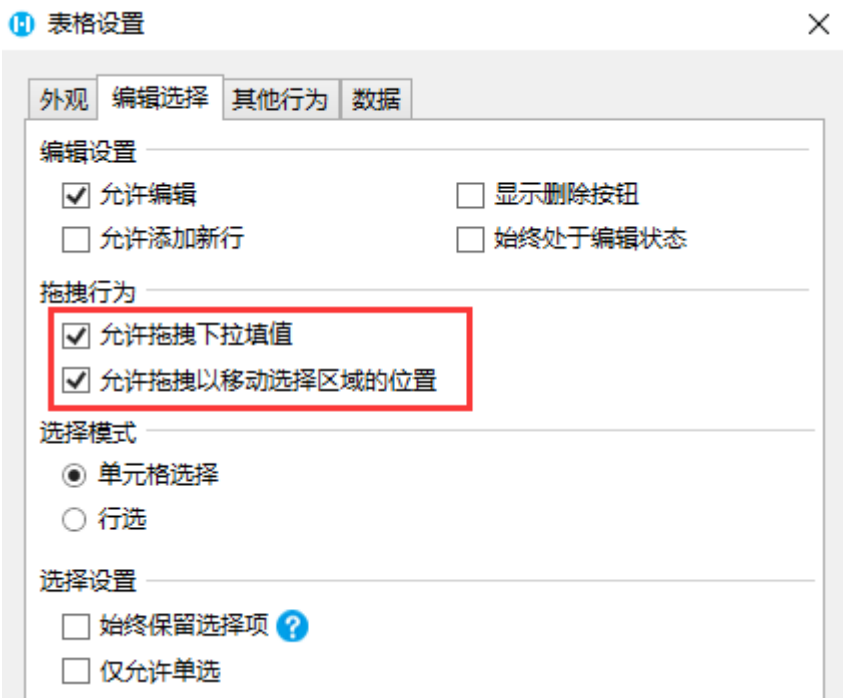 表格设置
外观 编辑选择 其他行为 数据
编辑设置
允许编辑 显示删除按钮
允许添加新行 始终处于编辑状态
拖拽行为
允许拖拽下拉填值
允许拖拽以移动选择区域的位置
选择模式
单元格选择
行选
选择设置
始终保留选择项 ?
仅允许单选